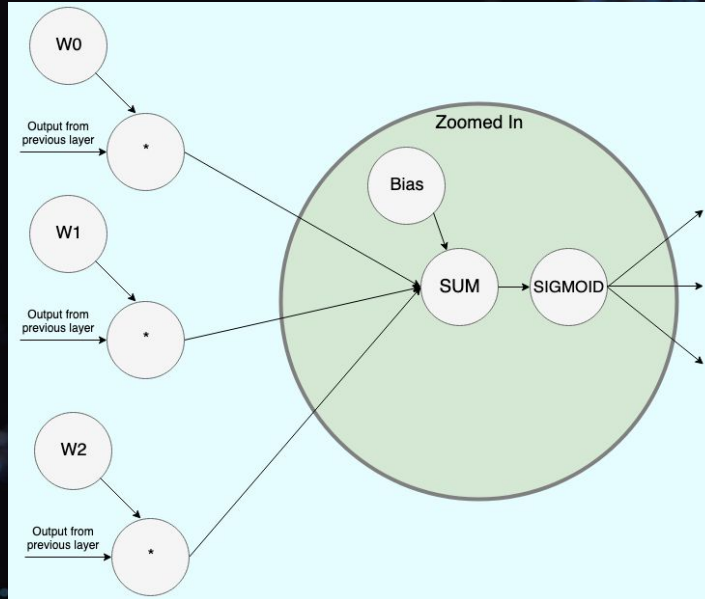 W0
Output from
previous layer
*
Zoomed In
Bias
W1
SUM
SIGMOID
Output from
previous layer
*
W2
Output from
previous layer
*